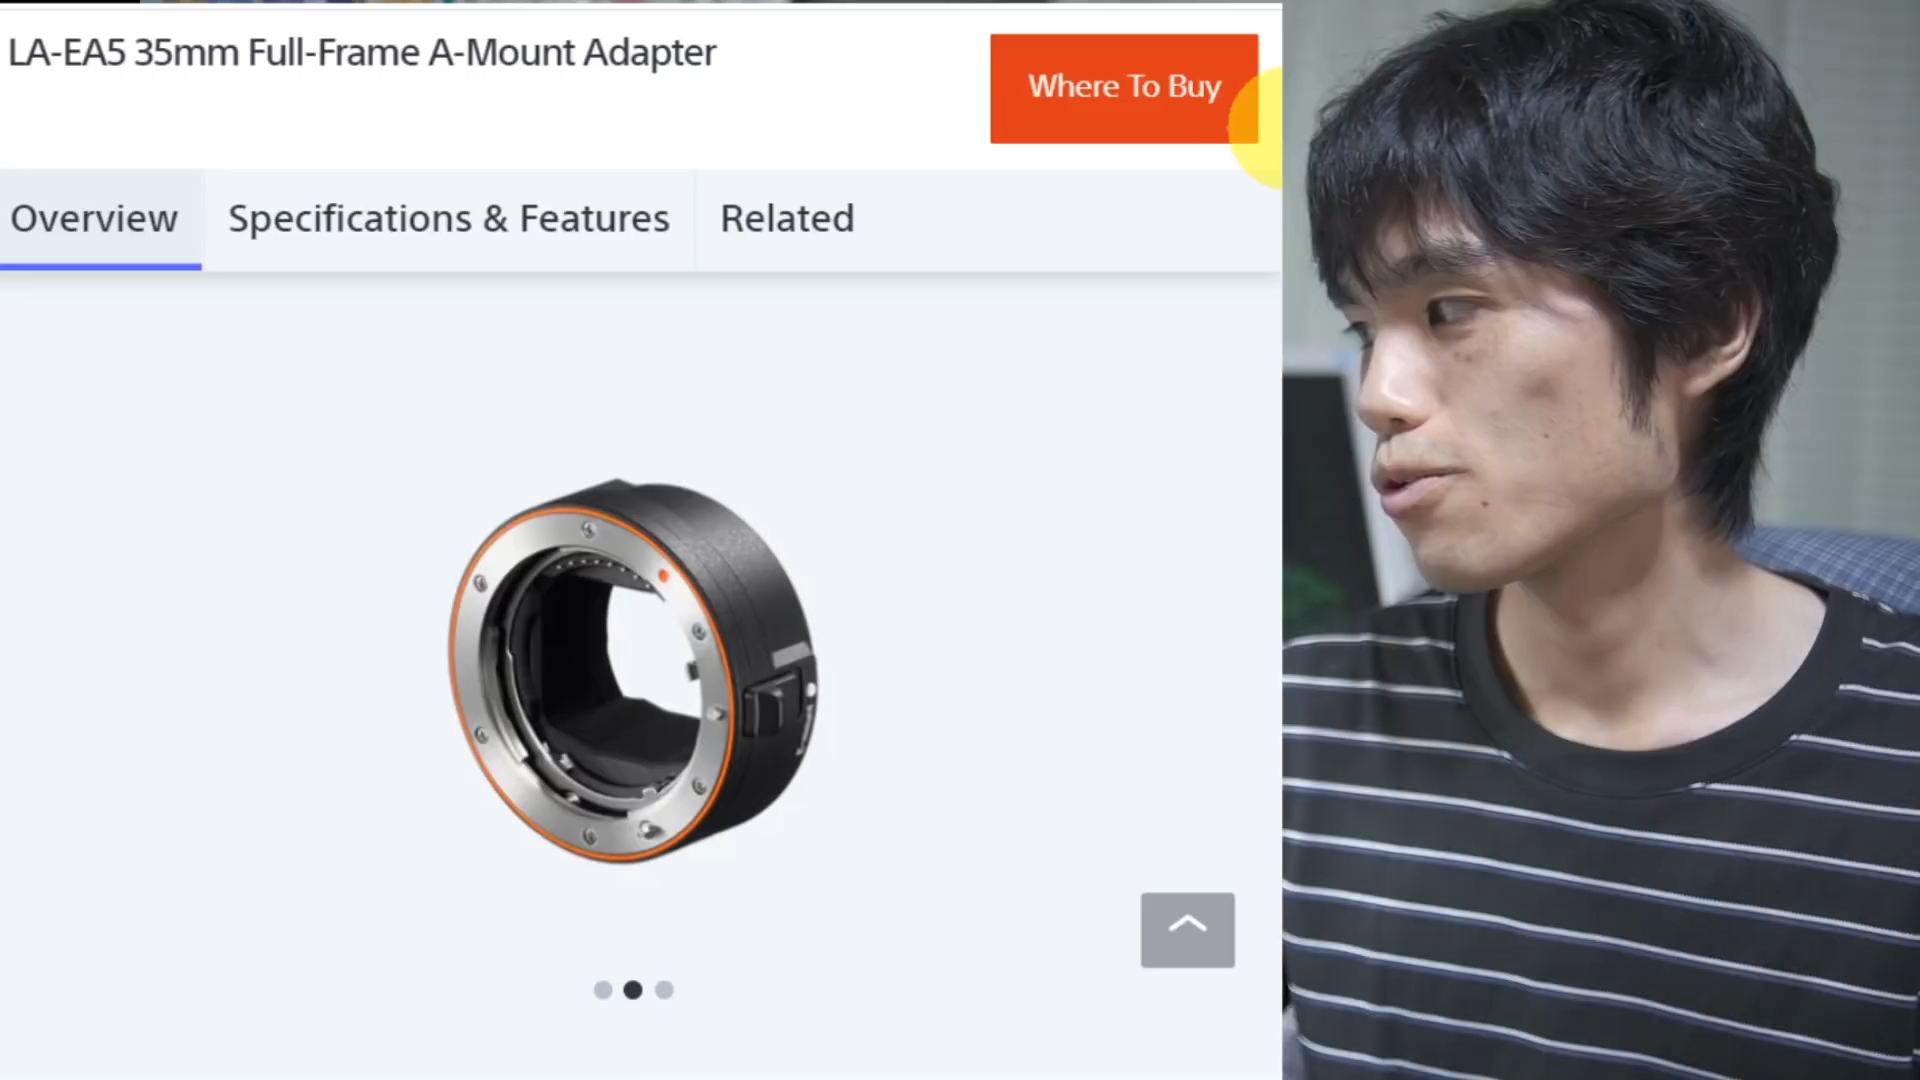 LA-EA5 35mm Full-Frame A-Mount Adapter
Where To Buy
Overview
Specifications & Features
Related